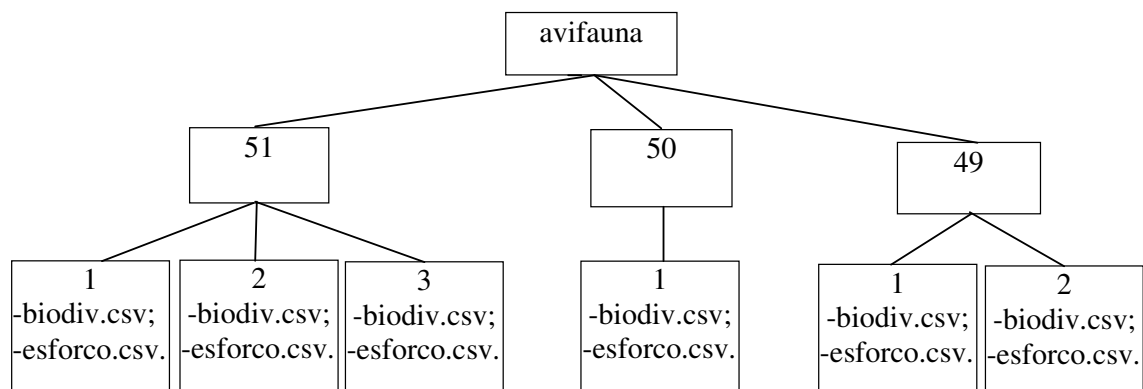 avifauna
51
50
49
1
-biodiv.csv;
-esforco.csv.
2
-biodiv.csv;
-esforco.csv.
3
-biodiv.csv;
-esforco.csv.
1
-biodiv.csv;
-esforco.csv.
1
-biodiv.csv;
-esforco.csv.
2
-biodiv.csv;
-esforco.csv.